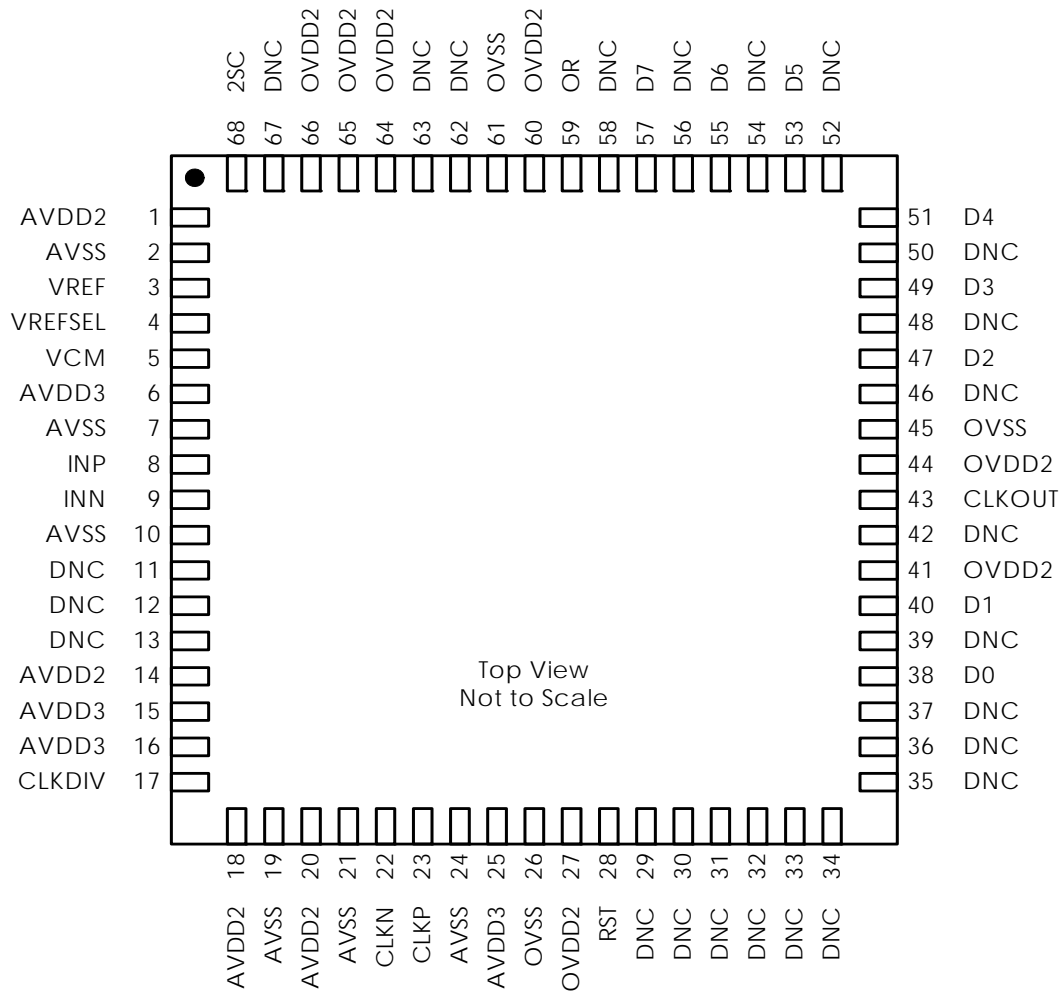 2SC
DNC
OVDD2
OVDD2
OVDD2
DNC
DNC
OVSS
OVDD2
OR
DNC
D7
DNC
D6
DNC
D5
DNC
68
67
66
65
64
63
62
61
60
59
58
57
56
55
54
53
52
AVDD2 1
AVSS 2
VREF 3
VREFSEL 4
VCM 5
AVDD3 6
AVSS 7
INP 8
INN 9
AVSS 10
DNC 11
DNC 12
DNC 13
AVDD2 14
AVDD3 15
AVDD3 16
CLKDIV 17
51 D4
50 DNC
49 D3
48 DNC
47 D2
46 DNC
45 OVSS
44 OVDD2
43 CLKOUT
42 DNC
41 OVDD2
40 D1
39 DNC
38 D0
37 DNC
36 DNC
35 DNC
Top View
Not to Scale
18
19
20
21
22
23
24
25
26
27
28
29
30
31
32
33
34
AVDD2
AVSS
AVDD2
AVSS
CLKN
CLKP
AVSS
AVDD3
OVSS
OVDD2
RST
DNC
DNC
DNC
DNC
DNC
DNC